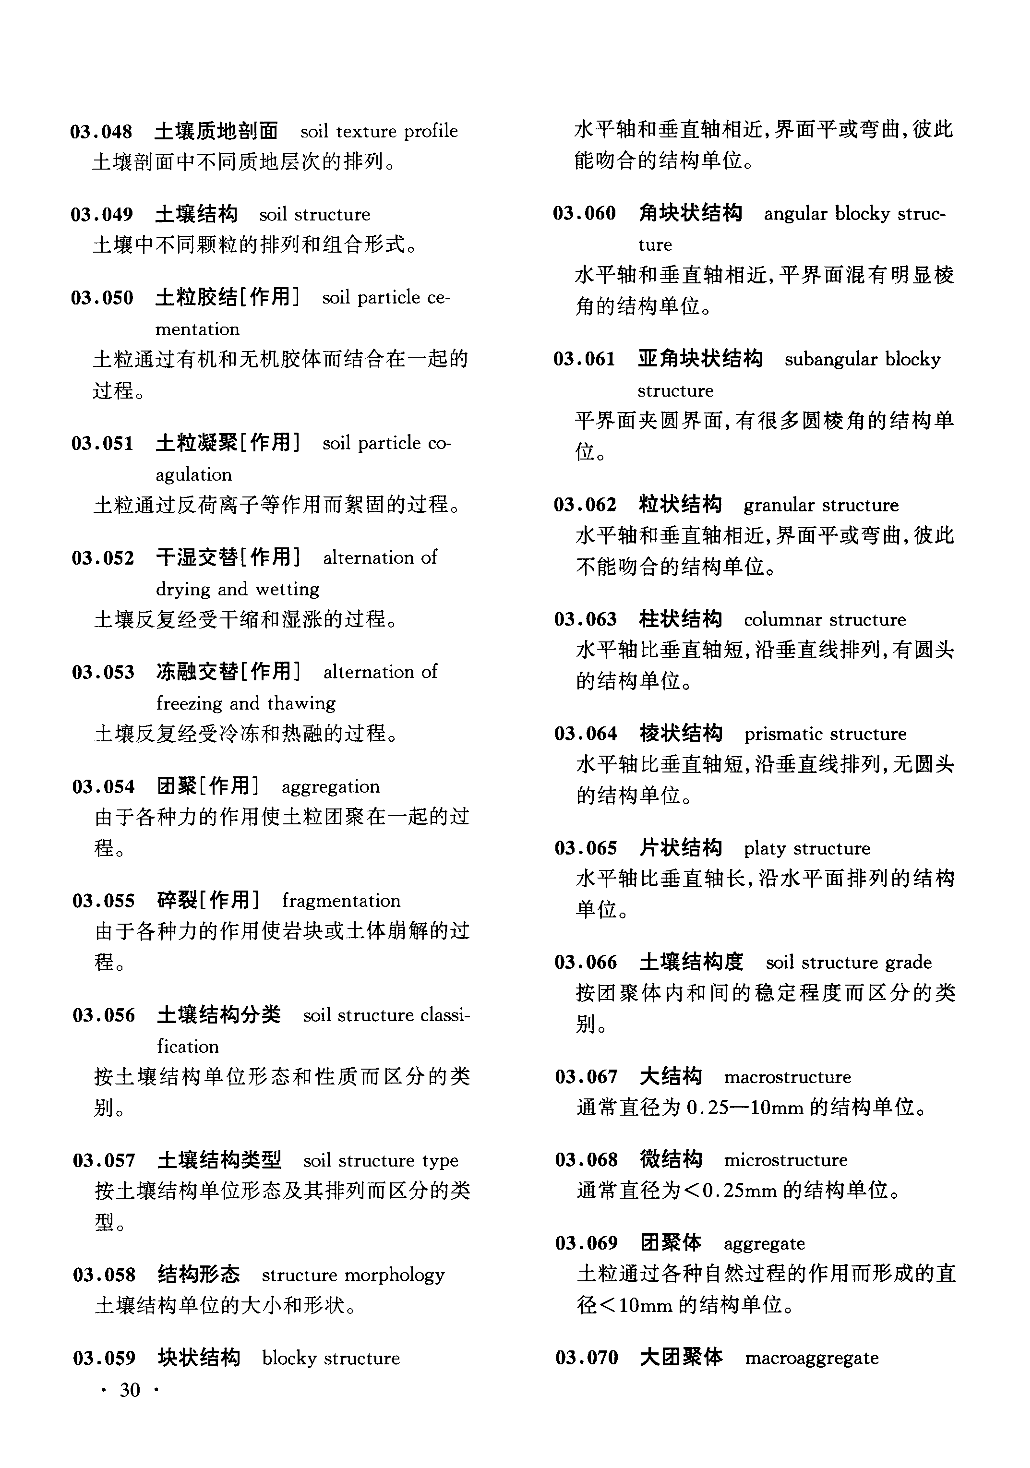 03.048 土壤质地剖面 soil texture profile
土壤剖面中不同质地层次的排列。
03.049 土壤结构 soil structure
土壤中不同颗粒的排列和组合形式。
03.050 土粒胶结[作用] soil particle ce-
mentation
土粒通过有机和无机胶体而结合在一起的
过程。
03.051 土粒凝聚[作用] soil particle co-
agulation
土粒通过反荷离子等作用而絮固的过程。
03.052 干湿交替[作用] alternation of
drying and wetting
土壤反复经受干缩和湿涨的过程。
03.053 冻融交替[作用] alternation of
freezing and thawing
土壤反复经受冷冻和热融的过程。
03.054 团聚[作用] aggregation
由于各种力的作用使土粒团聚在一起的过
程。
03.055 碎裂[作用] fragmentation
由于各种力的作用使岩块或土体崩解的过
程。
03.056 土壤结构分类 soil structure classi-
fication
按土壤结构单位形态和性质而区分的类
别。
03.057 土壤结构类型 soil structure type
按土壤结构单位形态及其排列而区分的类
型。
03.058 结构形态 structure morphology
土壤结构单位的大小和形状。
03.059 块状结构 blocky structure
水平轴和垂直轴相近,界面平或弯曲,彼此
能吻合的结构单位。
03.060 角块状结构 angular blocky struc-
ture
水平轴和垂直轴相近,平界面混有明显棱
角的结构单位。
03.061 亚角块状结构 subangular blocky
structure
平界面夹圆界面,有很多圆棱角的结构单
位。
03.062 粒状结构 granular structure
水平轴和垂直轴相近,界面平或弯曲,彼此
不能吻合的结构单位。
03.063 柱状结构 columnar structure
水平轴比垂直轴短,沿垂直线排列,有圆头
的结构单位。
03.064 棱状结构 prismatic structure
水平轴比垂直轴短,沿垂直线排列,无圆头
的结构单位。
03.065 片状结构 platy structure
水平轴比垂直轴长,沿水平面排列的结构
单位。
03.066 土壤结构度 soil structure grade
按团聚体内和间的稳定程度而区分的类
别。
03.067 大结构 macrostructure
通常直径为0.25—10mm的结构单位。
03.068 微结构 microstructure
通常直径为<0.25mm的结构单位。
03.069 团聚体 aggregate
土粒通过各种自然过程的作用而形成的直
径<10mm的结构单位。
03.070 大团聚体 macroaggregate
· 30 ·